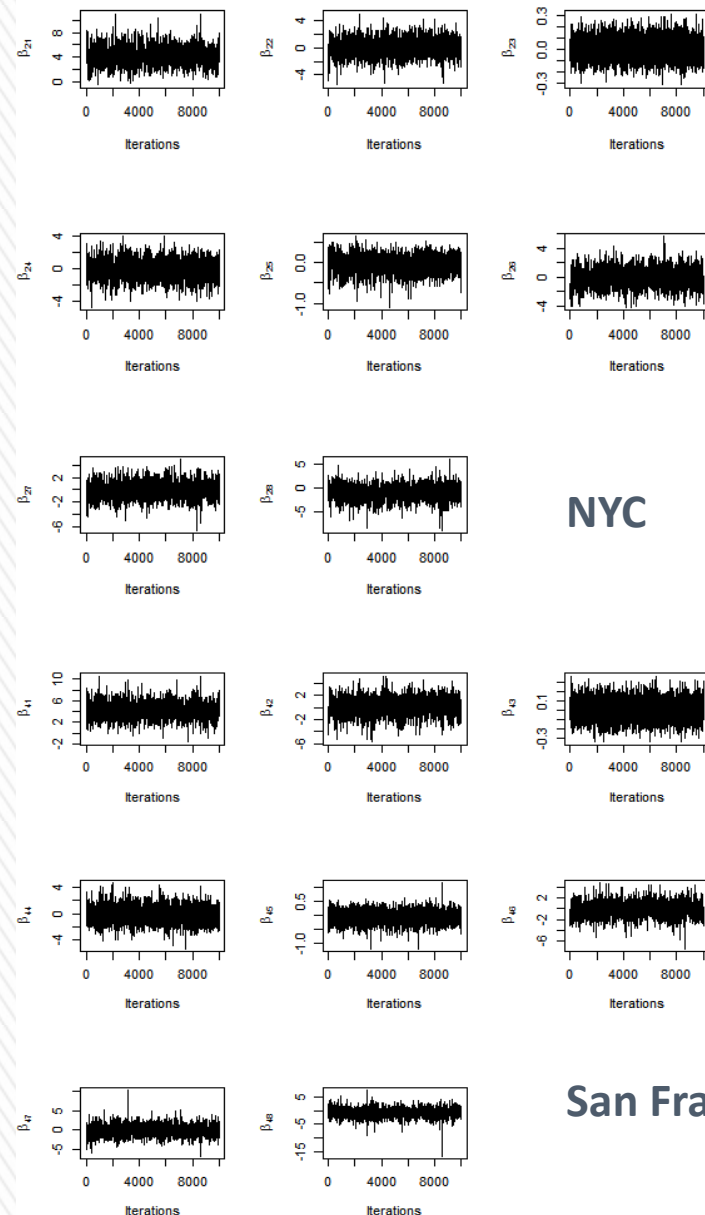 β21 0 4 8 0 4000 8000 Iterations
β22 -4 0 4 0 4000 8000 Iterations
β23 -0.3 0.0 0.3 0 4000 8000 Iterations
β24 -4 0 4 0 4000 8000 Iterations
β25 -1.0 0.0 0 4000 8000 Iterations
β26 -4 0 4 0 4000 8000 Iterations
β27 -6 -2 2 0 4000 8000 Iterations
β28 -5 0 5 0 4000 8000 Iterations
NYC
β41 -2 2 6 10 0 4000 8000 Iterations
β42 -6 -2 2 0 4000 8000 Iterations
β43 -0.3 0.1 0 4000 8000 Iterations
β44 -4 0 4 0 4000 8000 Iterations
β45 -1.0 0.5 0 4000 8000 Iterations
β46 -6 -2 2 0 4000 8000 Iterations
β47 -5 0 5 0 4000 8000 Iterations
β48 -15 -5 5 0 4000 8000 Iterations
San Fra